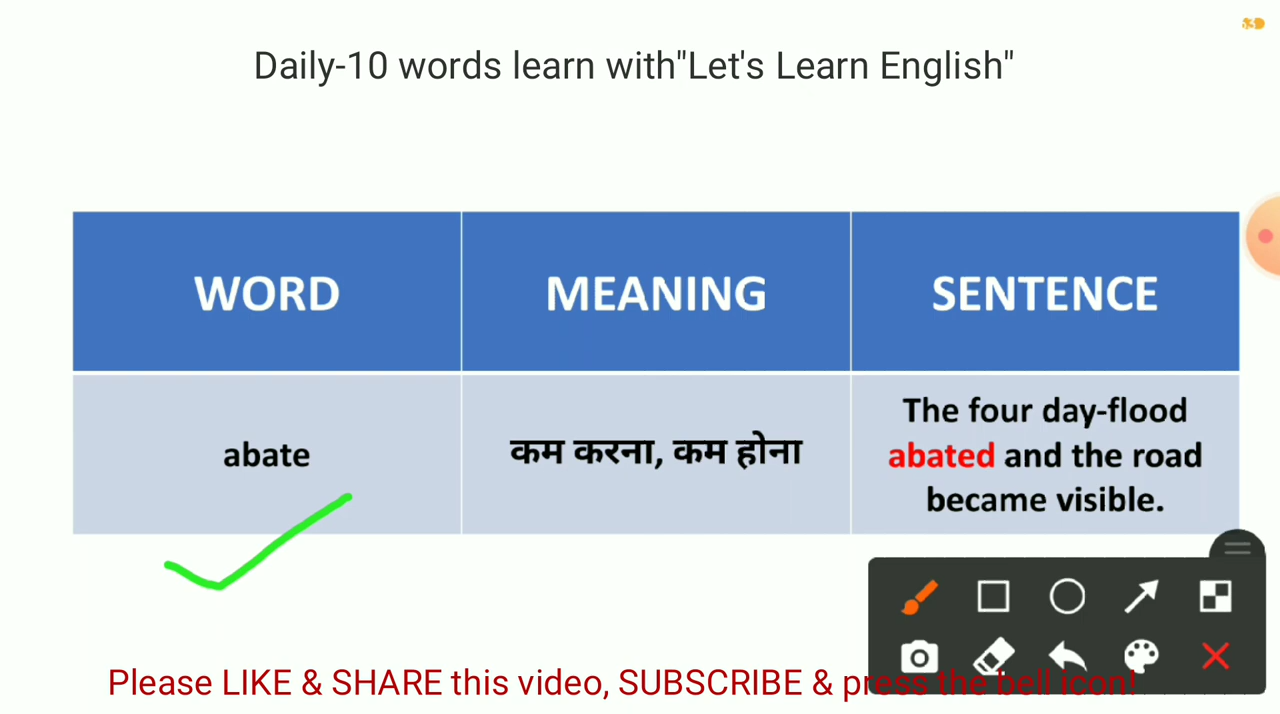 Daily-10 words learn with"Let's Learn English"
WORD
MEANING
SENTENCE
abate
कम करना, कम होना
The four day-flood
abated and the road
became visible.
Please LIKE & SHARE this video, SUBSCRIBE & press the bell icon!